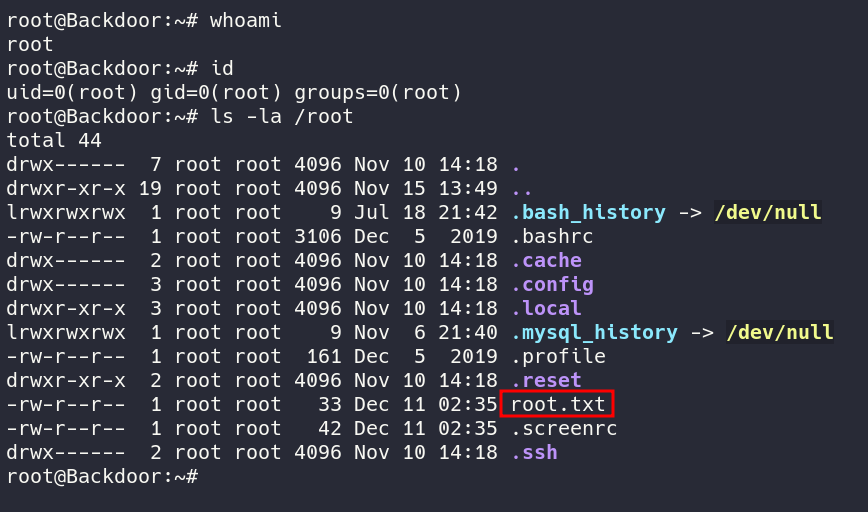 root@Backdoor:~# whoami
root
root@Backdoor:~# id
uid=0(root) gid=0(root) groups=0(root)
root@Backdoor:~# ls -la /root
total 44
drwx------  7 root root 4096 Nov 10 14:18 .
drwxr-xr-x 19 root root 4096 Nov 15 13:49 ..
lrwxrwxrwx  1 root root    9 Jul 18 21:42 .bash_history -> /dev/null
-rw-r--r--  1 root root 3106 Dec  5  2019 .bashrc
drwx------  2 root root 4096 Nov 10 14:18 .cache
drwx------  3 root root 4096 Nov 10 14:18 .config
drwxr-xr-x  3 root root 4096 Nov 10 14:18 .local
lrwxrwxrwx  1 root root    9 Nov  6 21:40 .mysql_history -> /dev/null
-rw-r--r--  1 root root  161 Dec  5  2019 .profile
drwxr-xr-x  2 root root 4096 Nov 10 14:18 .reset
-rw-r--r--  1 root root   33 Dec 11 02:35 root.txt
-rw-r--r--  1 root root   42 Dec 11 02:35 .screenrc
drwx------  2 root root 4096 Nov 10 14:18 .ssh
root@Backdoor:~#